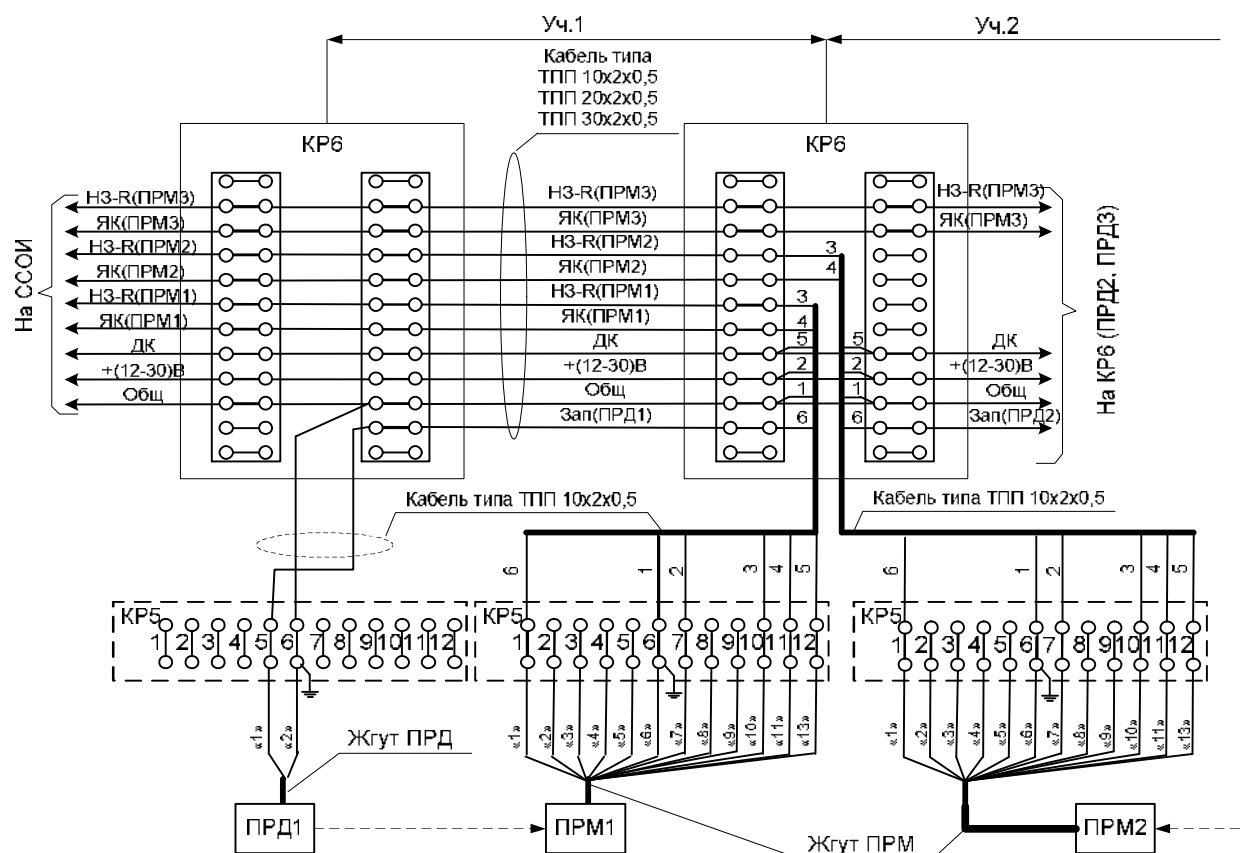 Уч.1
Уч.2
Кабель типа
ТПП 10x2x0,5
ТПП 20x2x0,5
ТПП 30x2x0,5
КР6
КР6
На ССОИ
НЗ-R(ПРМ3)
ЯК(ПРМ3)
НЗ-R(ПРМ2)
ЯК(ПРМ2)
НЗ-R(ПРМ1)
ЯК(ПРМ1)
ДК
+(12-30)В
Общ
НЗ-R(ПРМ3)
ЯК(ПРМ3)
НЗ-R(ПРМ2)
ЯК(ПРМ2)
НЗ-R(ПРМ1)
ЯК(ПРМ1)
ДК
+(12-30)В
Общ
Зап(ПРД1)
3
4
5
2
1
6
3
4
5
2
1
6
НЗ-R(ПРМ3)
ЯК(ПРМ3)
ДК
+(12-30)В
Общ
Зап(ПРД2)
На КР6 (ПРД2, ПРД3)
Кабель типа ТПП 10x2x0,5
Кабель типа ТПП 10x2x0,5
6 1 2 3 4 5
6 1 2 3 4 5
КР5
1 2 3 4 5 6 7 8 9 10 11 12
КР5
1 2 3 4 5 6 7 8 9 10 11 12
КР5
1 2 3 4 5 6 7 8 9 10 11 12
«1» «2»
«1» «2» «3» «4» «5» «6» «7» «8» «9» «10» «11» «13»
«1» «2» «3» «4» «5» «6» «7» «8» «9» «10» «11» «13»
Жгут ПРД
ПРД1
ПРМ1
Жгут ПРМ
ПРМ2